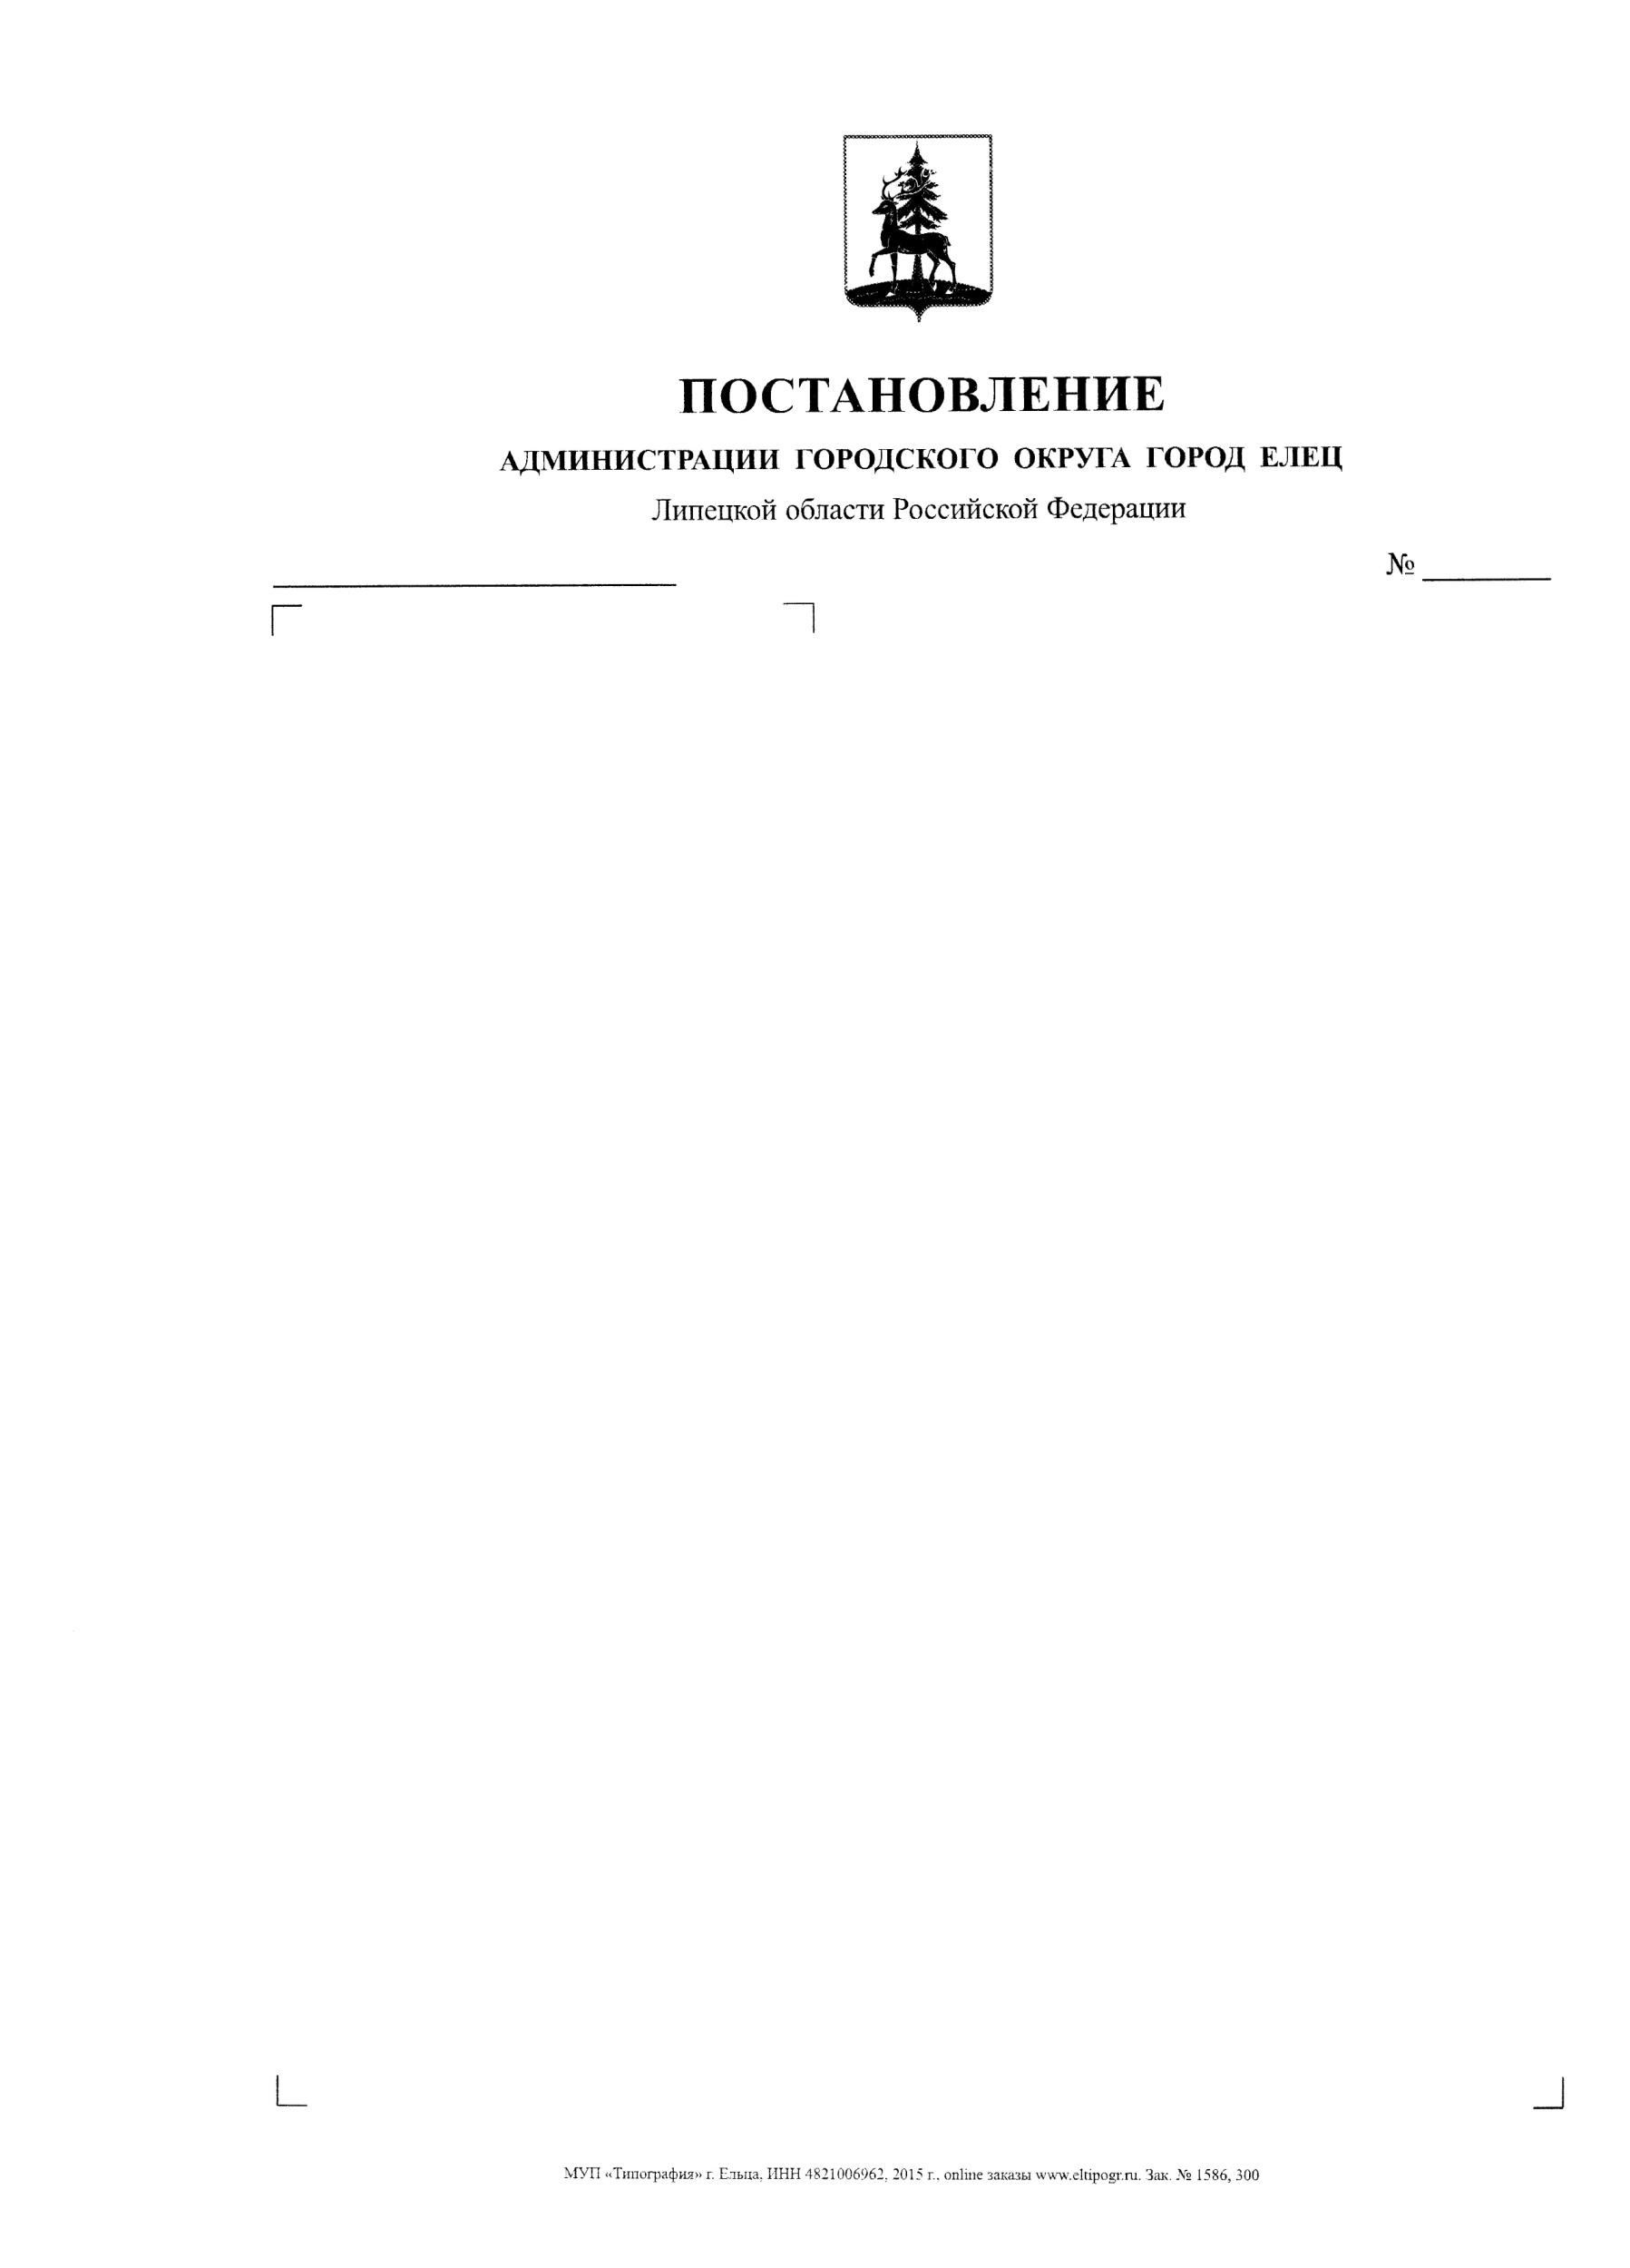 ПОСТАНОВЛЕНИЕ
АДМИНИСТРАЦИИ ГОРОДСКОГО ОКРУГА ГОРОД ЕЛЕЦ
Липецкой области Российской Федерации
№
МУП «Типография» г. Ельца, ИНН 4821006962, 2015 г., online заказы www.eltipogr.ru. Зак. № 1586, 300